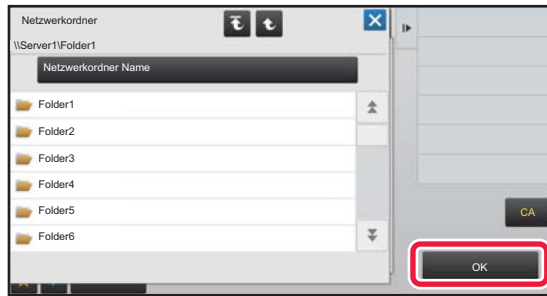 Netzwerkordner
\\Server1\Folder1
Netzwerkordner Name
Folder1
Folder2
Folder3
Folder4
Folder5
Folder6
CA
OK